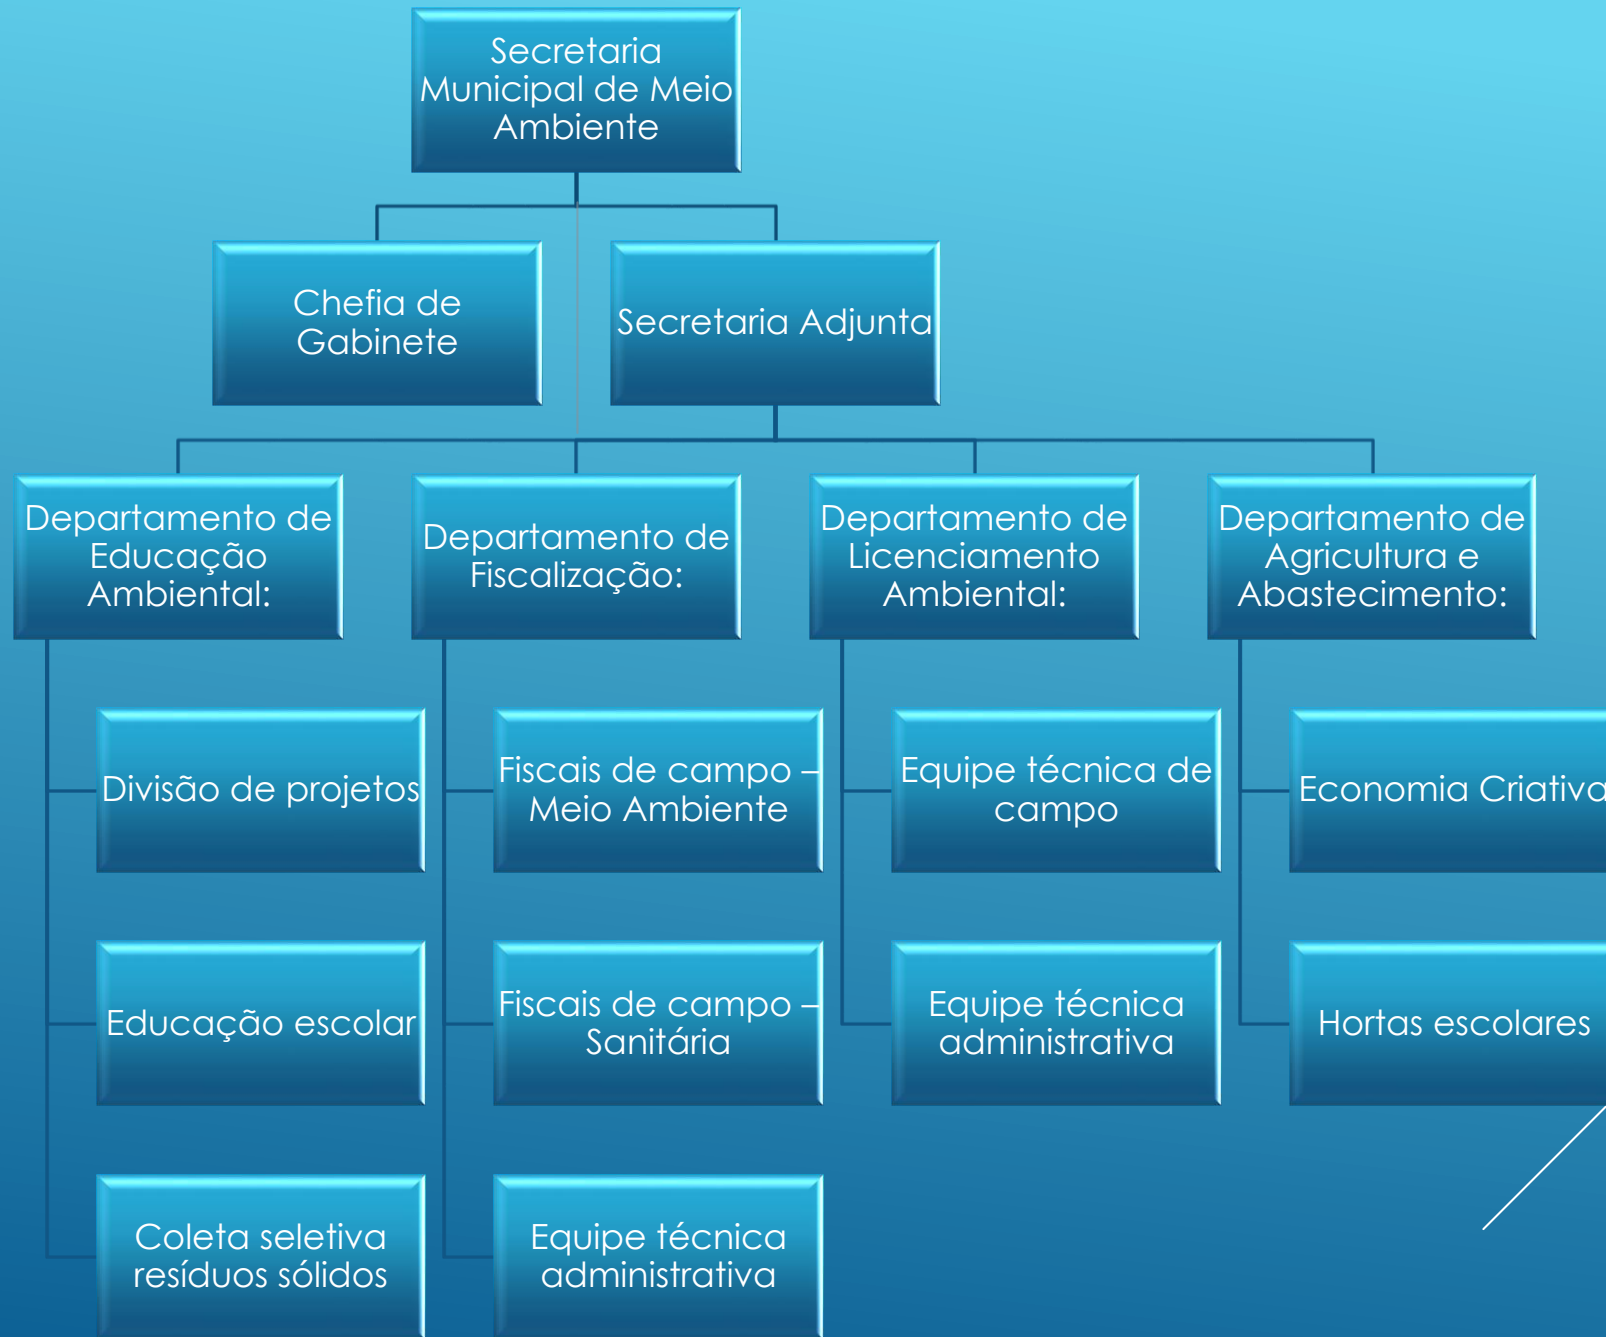 Secretaria
Municipal de Meio
Ambiente
Chefia de
Gabinete
Secretaria Adjunta
Departamento de
Educação
Ambiental:
Departamento de
Fiscalização:
Departamento de
Licenciamento
Ambiental:
Departamento de
Agricultura e
Abastecimento:
Divisão de projetos
Fiscais de campo –
Meio Ambiente
Equipe técnica de
campo
Economia Criativa
Educação escolar
Fiscais de campo –
Sanitária
Equipe técnica
administrativa
Hortas escolares
Coleta seletiva
resíduos sólidos
Equipe técnica
administrativa